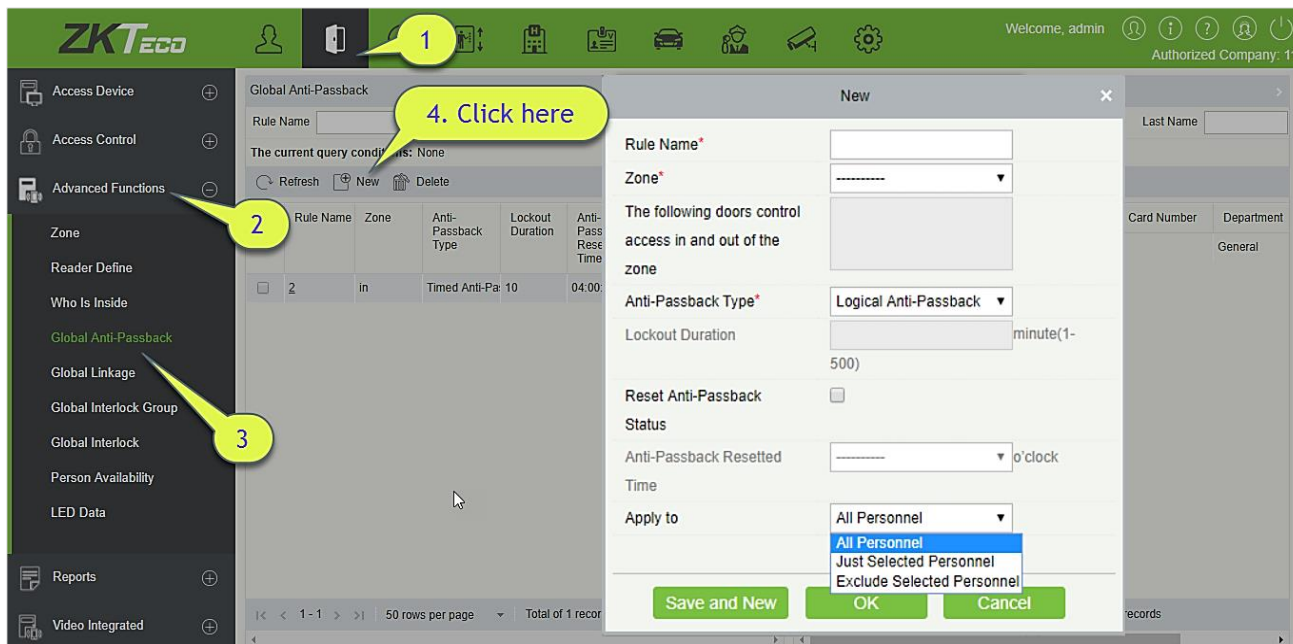 ZKTECO
1
Welcome, admin
Authorized Company: 1
Access Device
Access Control
Advanced Functions
2
Zone
Reader Define
Who Is Inside
Global Anti-Passback
Global Linkage
Global Interlock Group
Global Interlock
3
Person Availability
LED Data
Reports
Video Integrated
Global Anti-Passback
Rule Name
4. Click here
Last Name
The current query conditions: None
Refresh New Delete
Rule Name Zone Anti-Passback Type Lockout Duration Anti-
Pass
Rese
Time
Card Number Department
General
2 in Timed Anti-Pa 10 04:00:
1-1 50 rows per page Total of 1 recor
records
New
Rule Name*
Zone* ----------
The following doors control
access in and out of the
zone
Anti-Passback Type* Logical Anti-Passback
Lockout Duration minute(1-
500)
Reset Anti-Passback
Status
Anti-Passback Resetted ---------- o'clock
Time
Apply to All Personnel
All Personnel
Just Selected Personnel
Exclude Selected Personnel
Save and New OK Cancel